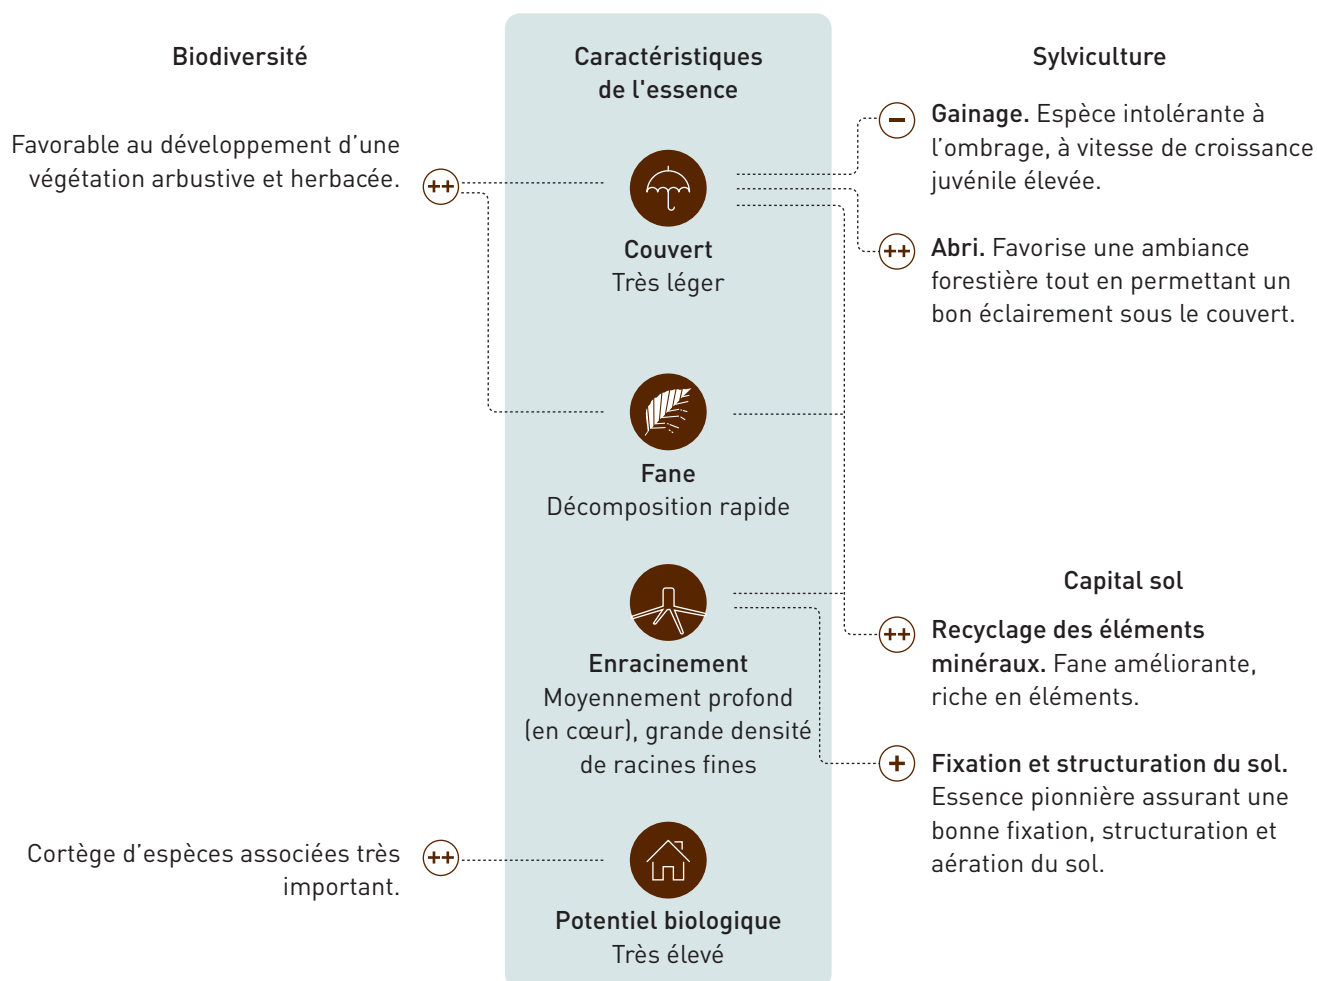 Biodiversité
Favorable au développement d’une
végétation arbustive et herbacée.
++
Cortège d’espèces associées très
important.
++
Caractéristiques
de l'essence
Couvert
Très léger
Fane
Décomposition rapide
Enracinement
Moyennement profond
(en cœur), grande densité
de racines fines
Potentiel biologique
Très élevé
Sylviculture
−
Gainage. Espèce intolérante à
l’ombrage, à vitesse de croissance
juvénile élevée.
++
Abri. Favorise une ambiance
forestière tout en permettant un
bon éclairement sous le couvert.
Capital sol
++
Recyclage des éléments
minéraux. Fane améliorante,
riche en éléments.
+
Fixation et structuration du sol.
Essence pionnière assurant une
bonne fixation, structuration et
aération du sol.